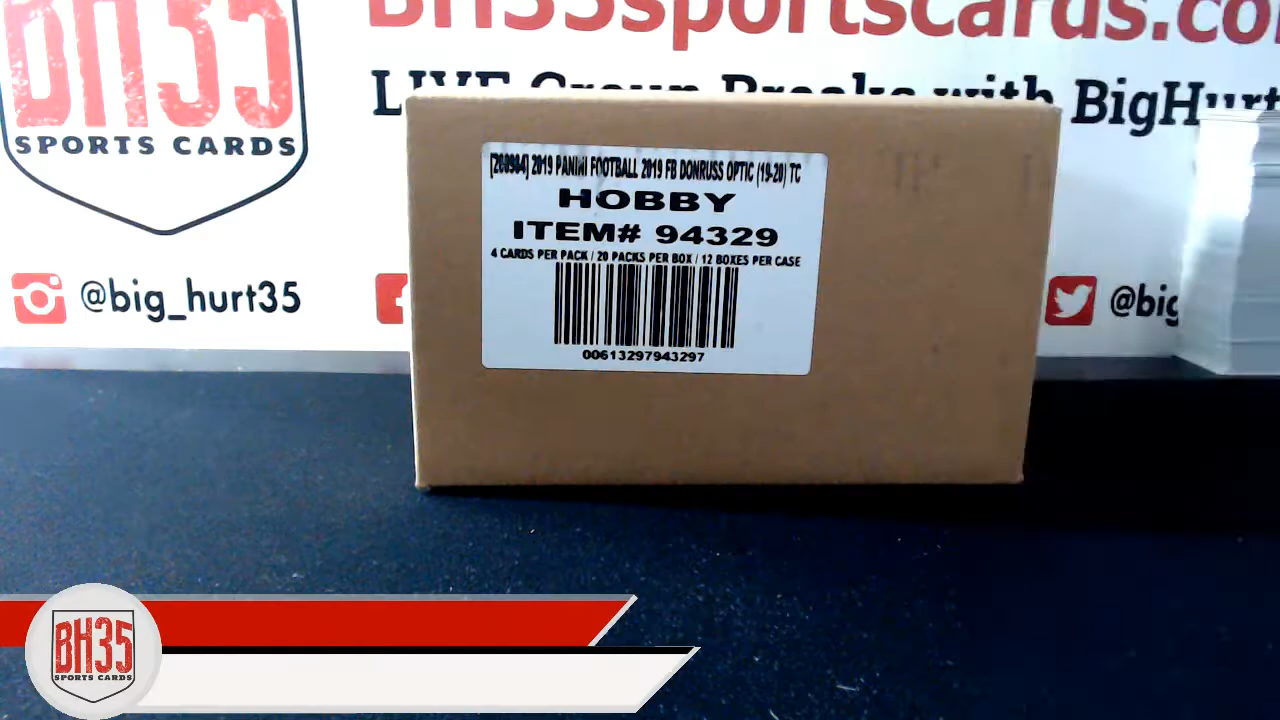 BH35sportscards.co
BH35
SPORTS CARDS
LIVE Group Breaks with BigHurt
@big_hurt35
@big
[200904] 2019 PANINI FOOTBALL 2019 FB DONRUSS OPTIC (19-20) TC
HOBBY
ITEM# 94329
4 CARDS PER PACK / 20 PACKS PER BOX / 12 BOXES PER CASE
00613297943297
BH35
SPORTS CARDS